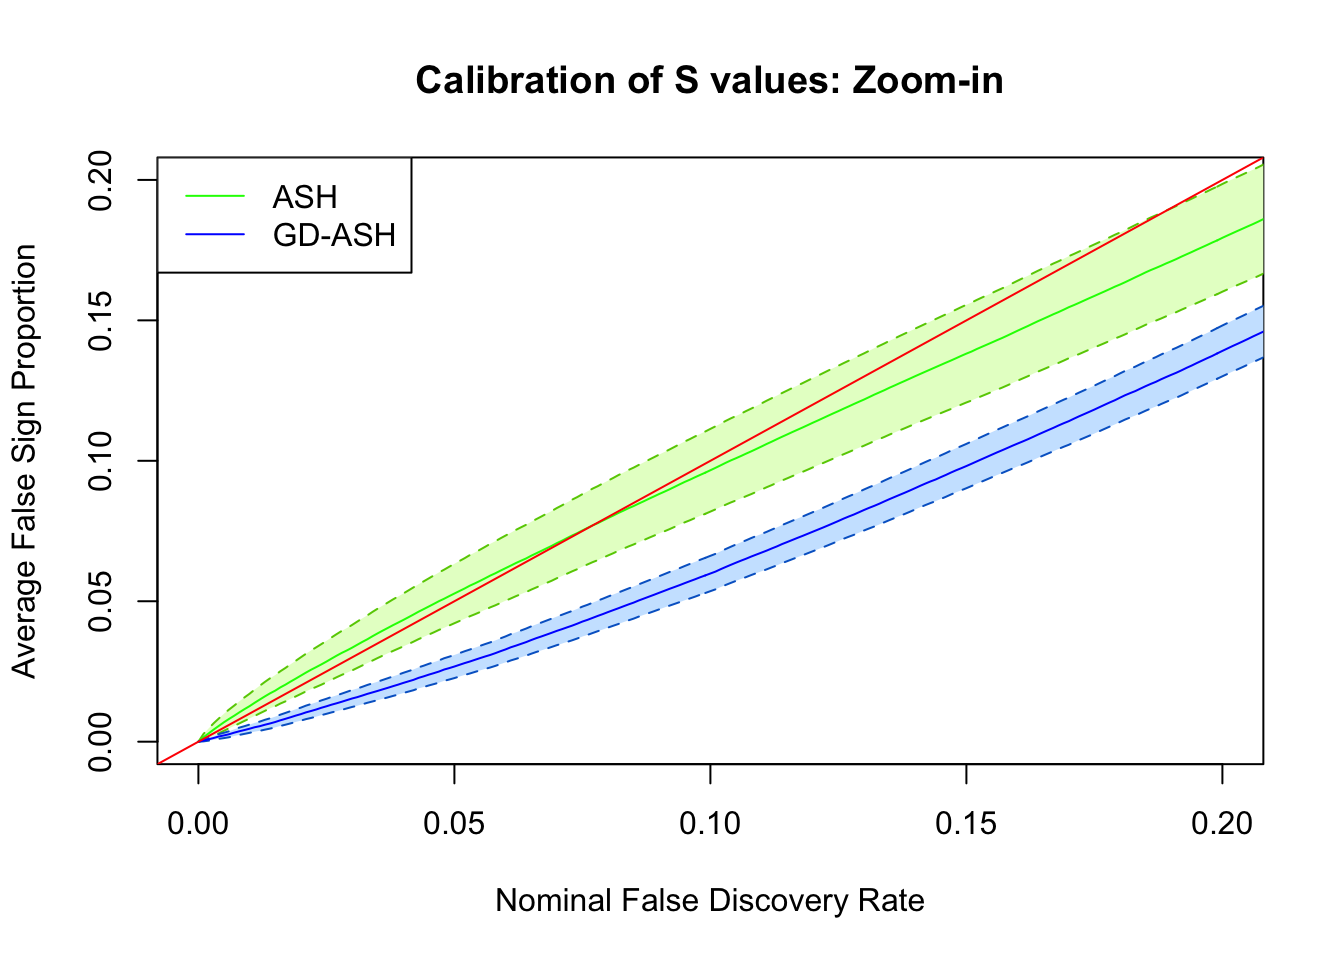 Calibration of S values: Zoom-in
ASH
GD-ASH
Average False Sign Proportion
0.20
0.15
0.10
0.05
0.00
0.00 0.05 0.10 0.15 0.20
Nominal False Discovery Rate